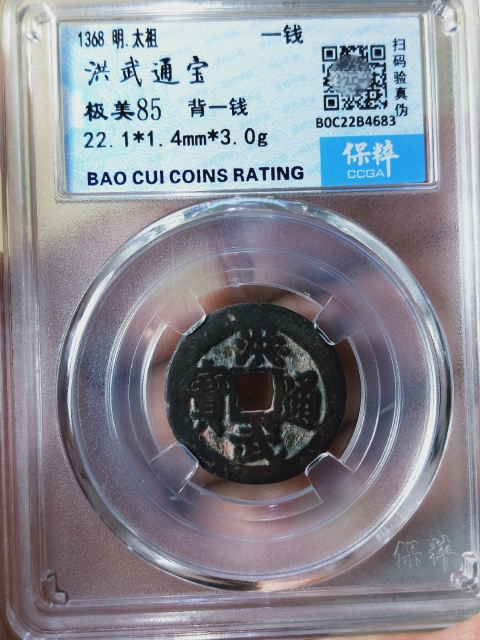 1368 明.太祖 一钱
洪武通宝
极美85 背一钱
22.1*1.4mm*3.0g
BAO CUI COINS RATING
扫码验真伪
B0C22B4683
保粹
CCGA
洪武通寶
保粹